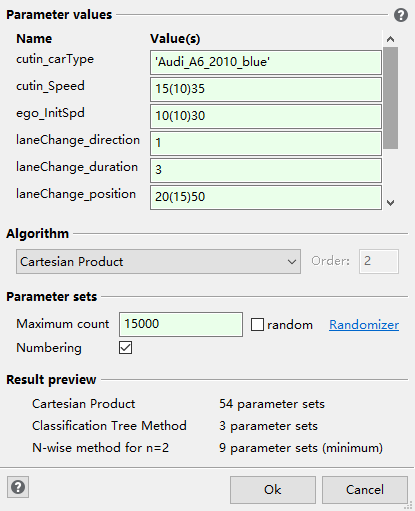 Parameter values
Name Value(s)
cutin_carType 'Audi_A6_2010_blue'
cutin_Speed 15(10)35
ego_InitSpd 10(10)30
laneChange_direction 1
laneChange_duration 3
laneChange_position 20(15)50
Algorithm
Cartesian Product Order: 2
Parameter sets
Maximum count 15000 random Randomizer
Numbering
Result preview
Cartesian Product 54 parameter sets
Classification Tree Method 3 parameter sets
N-wise method for n=2 9 parameter sets (minimum)
Ok Cancel